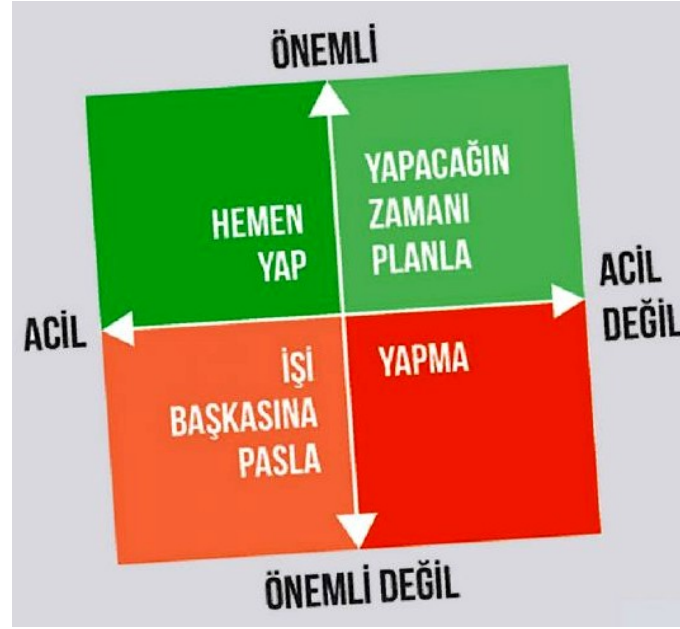 ÖNEMLİ
HEMEN
YAP
YAPACAĞIN
ZAMANI
PLANLA
ACİL
ACİL
DEĞİL
İŞİ
BAŞKASINA
PASLA
YAPMA
ÖNEMLİ DEĞİL